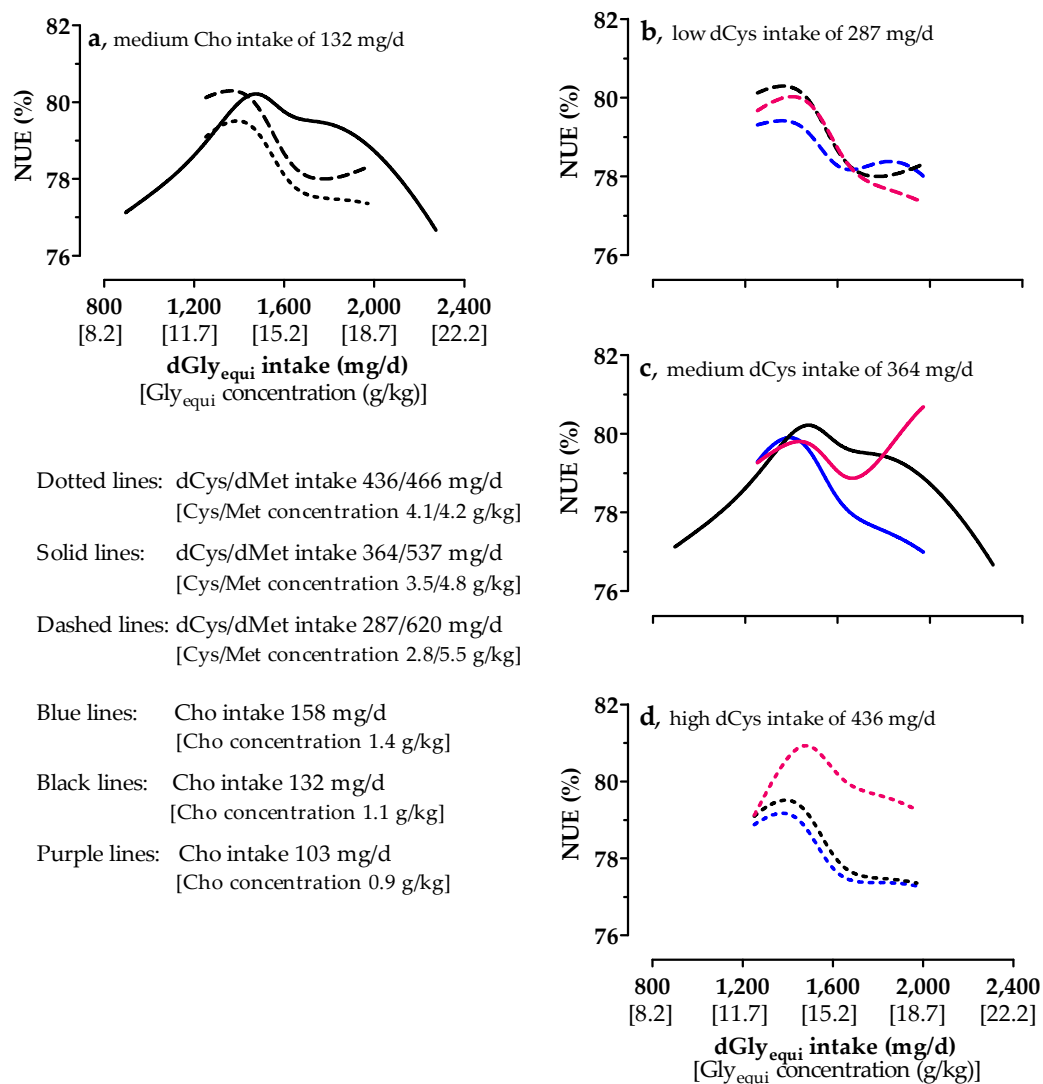 a, medium Cho intake of 132 mg/d
NUE (%)
82
80
78
76
800 1,200 1,600 2,000 2,400
[8.2] [11.7] [15.2] [18.7] [22.2]
dGlyequi intake (mg/d)
[Glyequi concentration (g/kg)]
Dotted lines: dCys/dMet intake 436/466 mg/d
[Cys/Met concentration 4.1/4.2 g/kg]
Solid lines: dCys/dMet intake 364/537 mg/d
[Cys/Met concentration 3.5/4.8 g/kg]
Dashed lines: dCys/dMet intake 287/620 mg/d
[Cys/Met concentration 2.8/5.5 g/kg]
Blue lines: Cho intake 158 mg/d
[Cho concentration 1.4 g/kg]
Black lines: Cho intake 132 mg/d
[Cho concentration 1.1 g/kg]
Purple lines: Cho intake 103 mg/d
[Cho concentration 0.9 g/kg]
b, low dCys intake of 287 mg/d
NUE (%)
82
80
78
76
c, medium dCys intake of 364 mg/d
NUE (%)
82
80
78
76
d, high dCys intake of 436 mg/d
NUE (%)
82
80
78
76
800 1,200 1,600 2,000 2,400
[8.2] [11.7] [15.2] [18.7] [22.2]
dGlyequi intake (mg/d)
[Glyequi concentration (g/kg)]